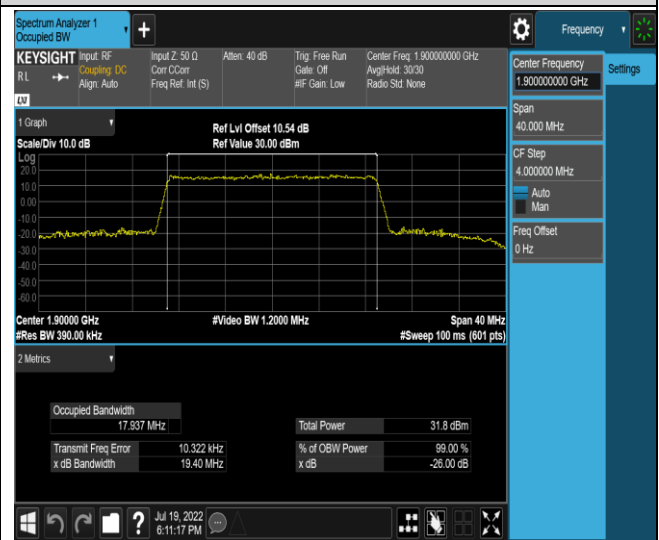 Spectrum Analyzer 1
Occupied BW
Frequency
KEYSIGHT
Input: RF
Coupling: DC
Align: Auto
Input Z: 50 Ω
Corr CCorr
Freq Ref: Int (S)
Atten: 40 dB
Trig: Free Run
Gate: Off
#IF Gain: Low
Center Freq: 1.900000000 GHz
Avg|Hold: 30/30
Radio Std: None
R L
LXI
Center Frequency
1.900000000 GHz
Settings
Span
40.000 MHz
CF Step
4.000000 MHz
Auto
Man
Freq Offset
0 Hz
1 Graph
Scale/Div 10.0 dB
Ref Lvl Offset 10.54 dB
Ref Value 30.00 dBm
Log
20.0
10.0
0.00
-10.0
-20.0
-30.0
-40.0
-50.0
-60.0
Center 1.90000 GHz
#Video BW 1.2000 MHz
Span 40 MHz
#Res BW 390.00 kHz
#Sweep 100 ms (601 pts)
2 Metrics
Occupied Bandwidth
17.937 MHz
Total Power 31.8 dBm
Transmit Freq Error 10.322 kHz
% of OBW Power 99.00 %
x dB Bandwidth 19.40 MHz
x dB -26.00 dB
?
Jul 19, 2022
6:11:17 PM